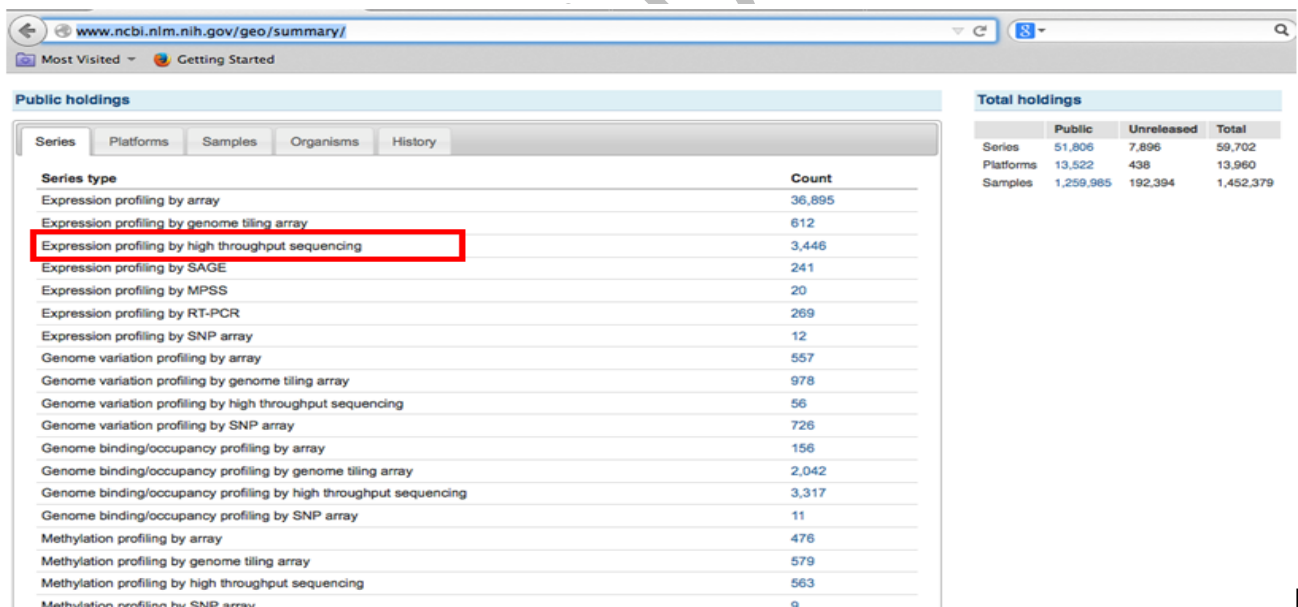 www.ncbi.nlm.nih.gov/geo/summary/
Most Visited Getting Started
Public holdings
Series Platforms Samples Organisms History
Series type Count
Expression profiling by array 36,895
Expression profiling by genome tiling array 612
Expression profiling by high throughput sequencing 3,446
Expression profiling by SAGE 241
Expression profiling by MPSS 20
Expression profiling by RT-PCR 269
Expression profiling by SNP array 12
Genome variation profiling by array 557
Genome variation profiling by genome tiling array 978
Genome variation profiling by high throughput sequencing 56
Genome variation profiling by SNP array 726
Genome binding/occupancy profiling by array 156
Genome binding/occupancy profiling by genome tiling array 2,042
Genome binding/occupancy profiling by high throughput sequencing 3,317
Genome binding/occupancy profiling by SNP array 11
Methylation profiling by array 476
Methylation profiling by genome tiling array 579
Methylation profiling by high throughput sequencing 563
Methylation profiling by SNP array 9
Total holdings
Public Unreleased Total
Series 51,806 7,896 59,702
Platforms 13,522 438 13,960
Samples 1,259,985 192,394 1,452,379